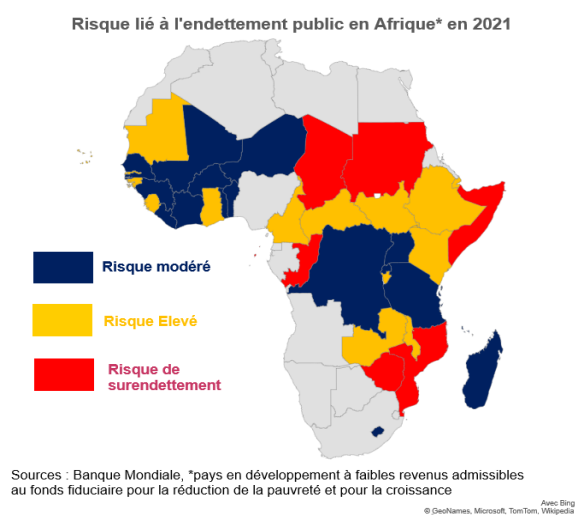 Risque lié à l'endettement public en Afrique* en 2021
Risque modéré
Risque Elevé
Risque de
surendettement
Sources : Banque Mondiale, *pays en développement à faibles revenus admissibles
au fonds fiduciaire pour la réduction de la pauvreté et pour la croissance
Avec Bing
© GeoNames, Microsoft, TomTom, Wikipedia